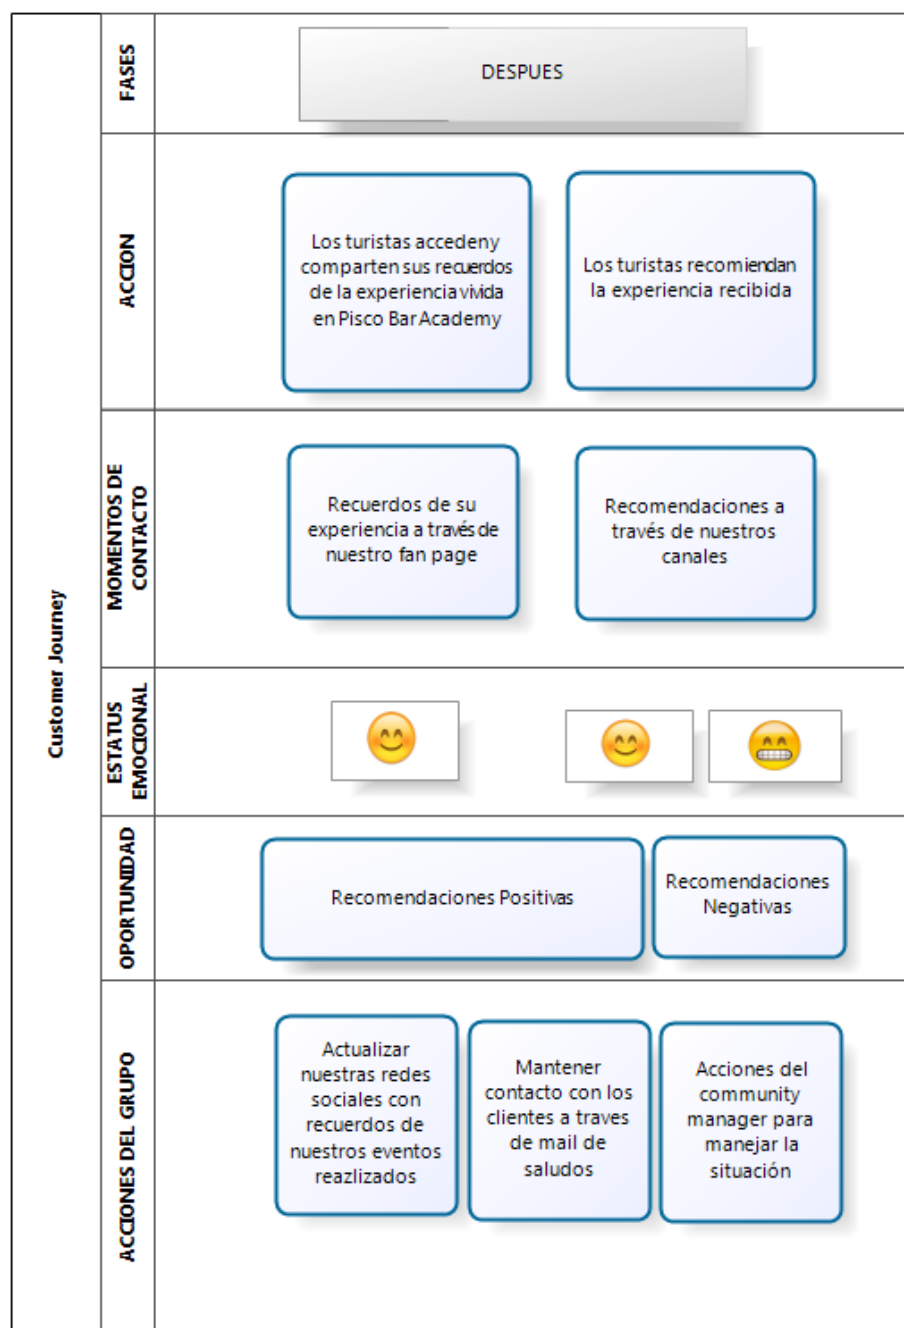 Customer Journey
FASES
DESPUES
ACCION
Los turistas acceden y
comparten sus recuerdos
de la experiencia vivida
en Pisco Bar Academy
Los turistas recomiendan
la experiencia recibida
MOMENTOS DE
CONTACTO
Recuerdos de su
experiencia a través de
nuestro fan page
Recomendaciones a
través de nuestros
canales
ESTATUS
EMOCIONAL
OPORTUNIDAD
Recomendaciones Positivas
Recomendaciones
Negativas
ACCIONES DEL GRUPO
Actualizar
nuestras redes
sociales con
recuerdos de
nuestros eventos
reazlizados
Mantener
contacto con los
clientes a traves
de mail de
saludos
Acciones del
community
manager para
manejar la
situación